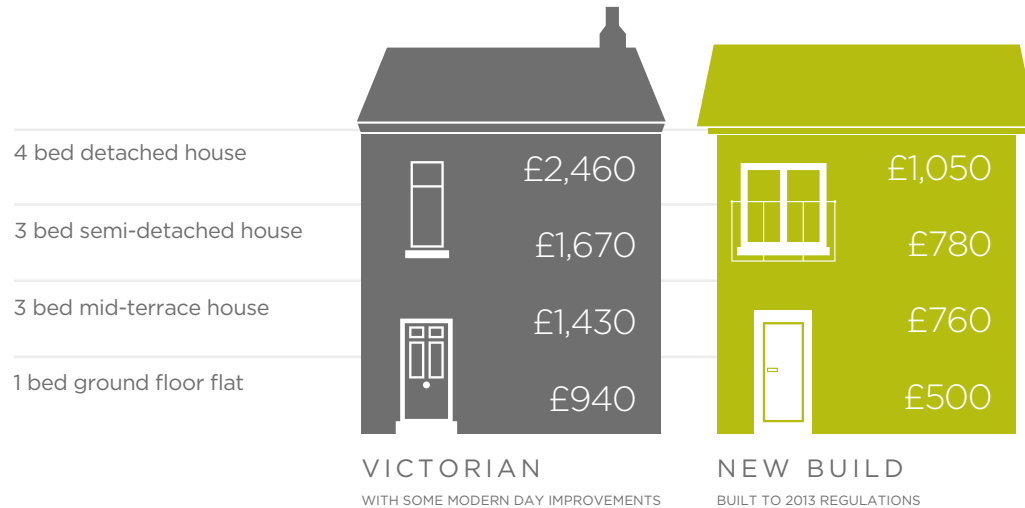 4 bed detached house £2,460 £1,050
3 bed semi-detached house £1,670 £780
3 bed mid-terrace house £1,430 £760
1 bed ground floor flat £940 £500
VICTORIAN NEW BUILD
WITH SOME MODERN DAY IMPROVEMENTS BUILT TO 2013 REGULATIONS